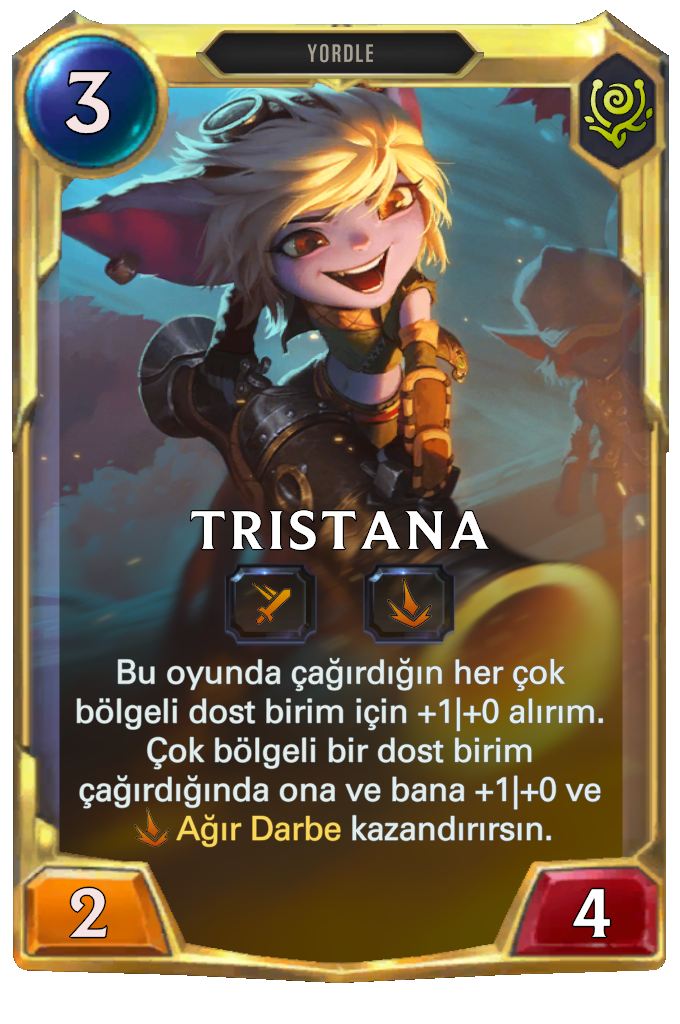 YORDLE
3
TRISTANA
Bu oyunda çağırdığın her çok
bölgeli dost birim için +1|+0 alırım.
Çok bölgeli bir dost birim
çağırdığında ona ve bana +1|+0 ve
Ağır Darbe kazandırırsın.
2
4